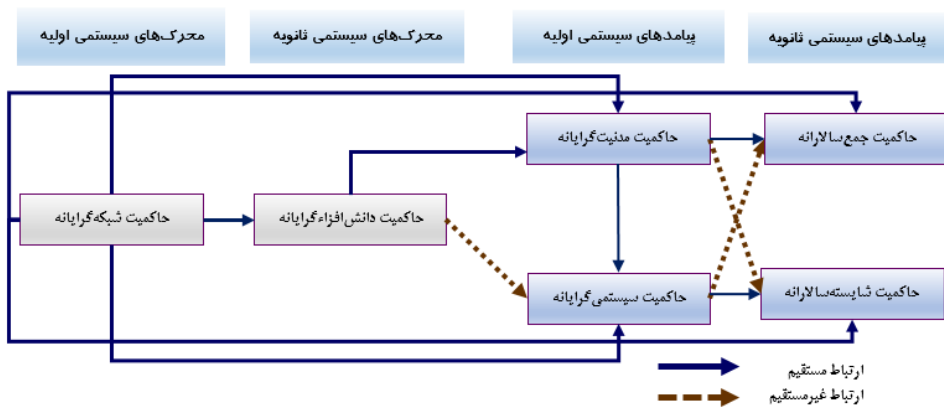 پیامدهای سیستمی ثانویه
پیامدهای سیستمی اولیه
محرک‌های سیستمی ثانویه
محرک‌های سیستمی اولیه
حاکمیت جمع‌سالارانه
حاکمیت مدنیت‌گرایانه
حاکمیت دانش‌افزاءگرایانه
حاکمیت شبکه‌گرایانه
حاکمیت شایسته‌سالارانه
حاکمیت سیستمی‌گرایانه
ارتباط مستقیم
ارتباط غیرمستقیم